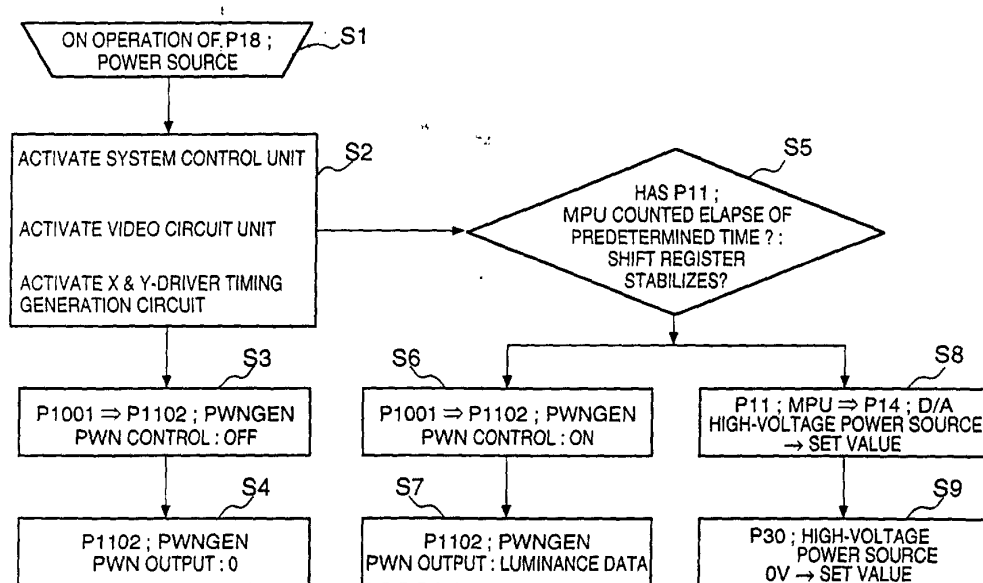 ON OPERATION OF P18 ;
POWER SOURCE
S1
ACTIVATE SYSTEM CONTROL UNIT
ACTIVATE VIDEO CIRCUIT UNIT
ACTIVATE X & Y-DRIVER TIMING
GENERATION CIRCUIT
S2
HAS P11 ;
MPU COUNTED ELAPSE OF
PREDETERMINED TIME ? :
SHIFT REGISTER
STABILIZES?
S5
P1001 ⇒ P1102 ; PWNGEN
PWN CONTROL : OFF
S3
P1001 ⇒ P1102 ; PWNGEN
PWN CONTROL : ON
S6
P11 ; MPU ⇒ P14 ; D/A
HIGH-VOLTAGE POWER SOURCE
→ SET VALUE
S8
P1102 ; PWNGEN
PWN OUTPUT : 0
S4
P1102 ; PWNGEN
PWN OUTPUT : LUMINANCE DATA
S7
P30 ; HIGH-VOLTAGE
POWER SOURCE
0V → SET VALUE
S9